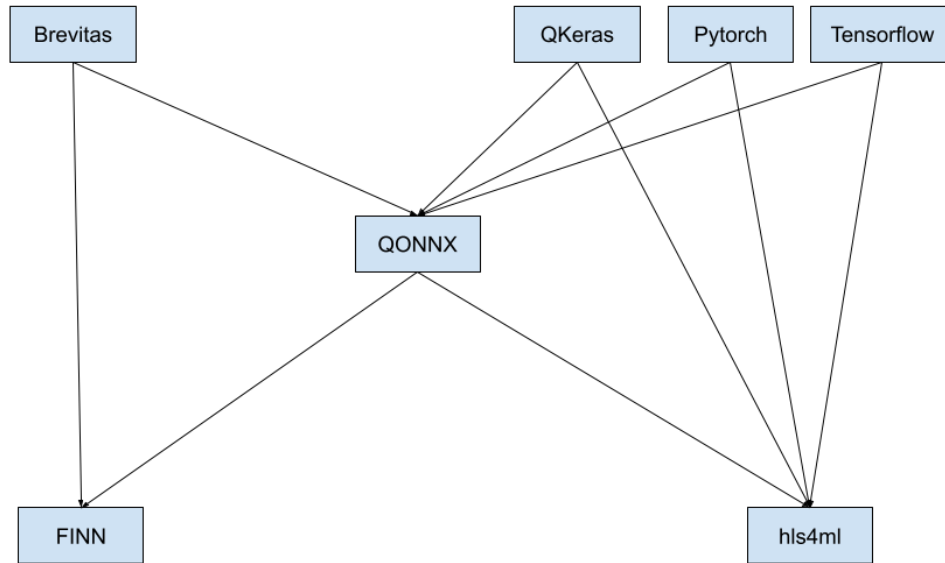 Brevitas
QKeras
Pytorch
Tensorflow
QONNX
FINN
hls4ml